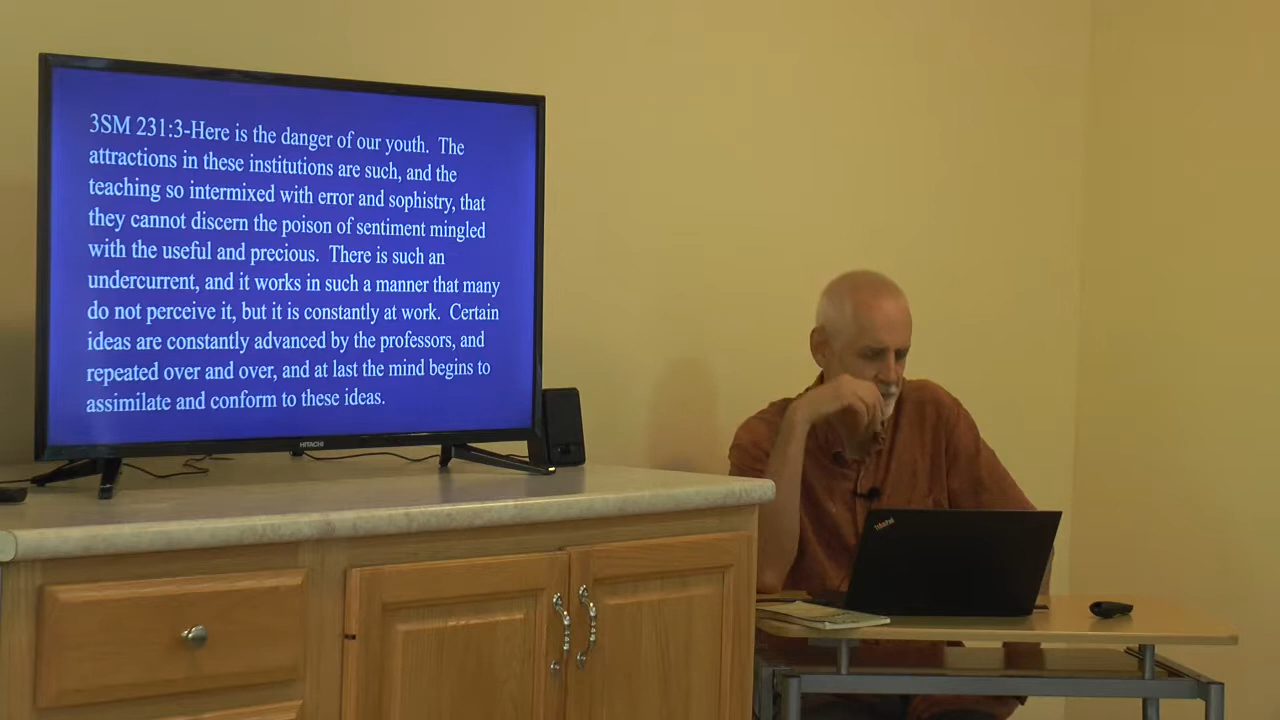 3SM 231:3-Here is the danger of our youth.  The
attractions in these institutions are such, and the
teaching so intermixed with error and sophistry, that
they cannot discern the poison of sentiment mingled
with the useful and precious.  There is such an
undercurrent, and it works in such a manner that many
do not perceive it, but it is constantly at work.  Certain
ideas are constantly advanced by the professors, and
repeated over and over, and at last the mind begins to
assimilate and conform to these ideas.
HITACHI
ThinkPad